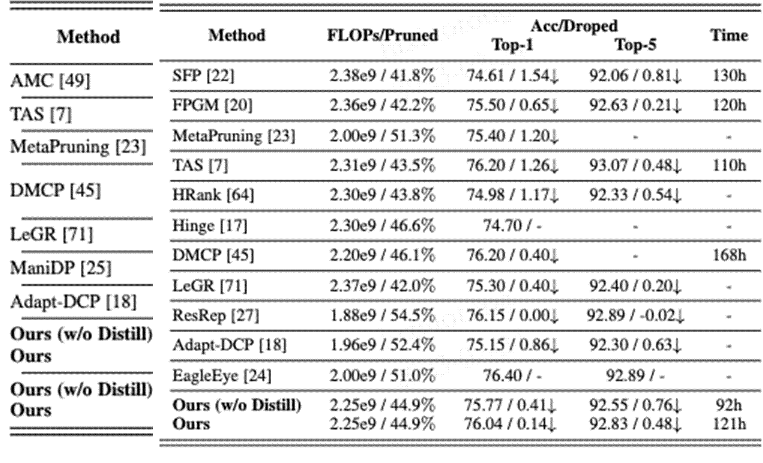 Method
AMC [49]
TAS [7]
MetaPruning [23]
DMCP [45]
LeGR [71]
ManiDP [25]
Adapt-DCP [18]
Ours (w/o Distill)
Ours
Ours (w/o Distill)
Ours
Method FLOPs/Pruned Acc/Droped Time
Top-1 Top-5
SFP [22] 2.38e9 / 41.8% 74.61 / 1.54↓ 92.06 / 0.81↓ 130h
FPGM [20] 2.36e9 / 42.2% 75.50 / 0.65↓ 92.63 / 0.21↓ 120h
MetaPruning [23] 2.00e9 / 51.3% 75.40 / 1.20↓ - -
TAS [7] 2.31e9 / 43.5% 76.20 / 1.26↓ 93.07 / 0.48↓ 110h
HRank [64] 2.30e9 / 43.8% 74.98 / 1.17↓ 92.33 / 0.54↓ -
Hinge [17] 2.30e9 / 46.6% 74.70 / - - -
DMCP [45] 2.20e9 / 46.1% 76.20 / 0.40↓ - 168h
LeGR [71] 2.37e9 / 42.0% 75.30 / 0.40↓ 92.40 / 0.20↓ -
ResRep [27] 1.88e9 / 54.5% 76.15 / 0.00↓ 92.89 / -0.02↓ -
Adapt-DCP [18] 1.96e9 / 52.4% 75.15 / 0.86↓ 92.30 / 0.63↓ -
EagleEye [24] 2.00e9 / 51.0% 76.40 / - 92.89 / - -
Ours (w/o Distill) 2.25e9 / 44.9% 75.77 / 0.41↓ 92.55 / 0.76↓ 92h
Ours 2.25e9 / 44.9% 76.04 / 0.14↓ 92.83 / 0.48↓ 121h